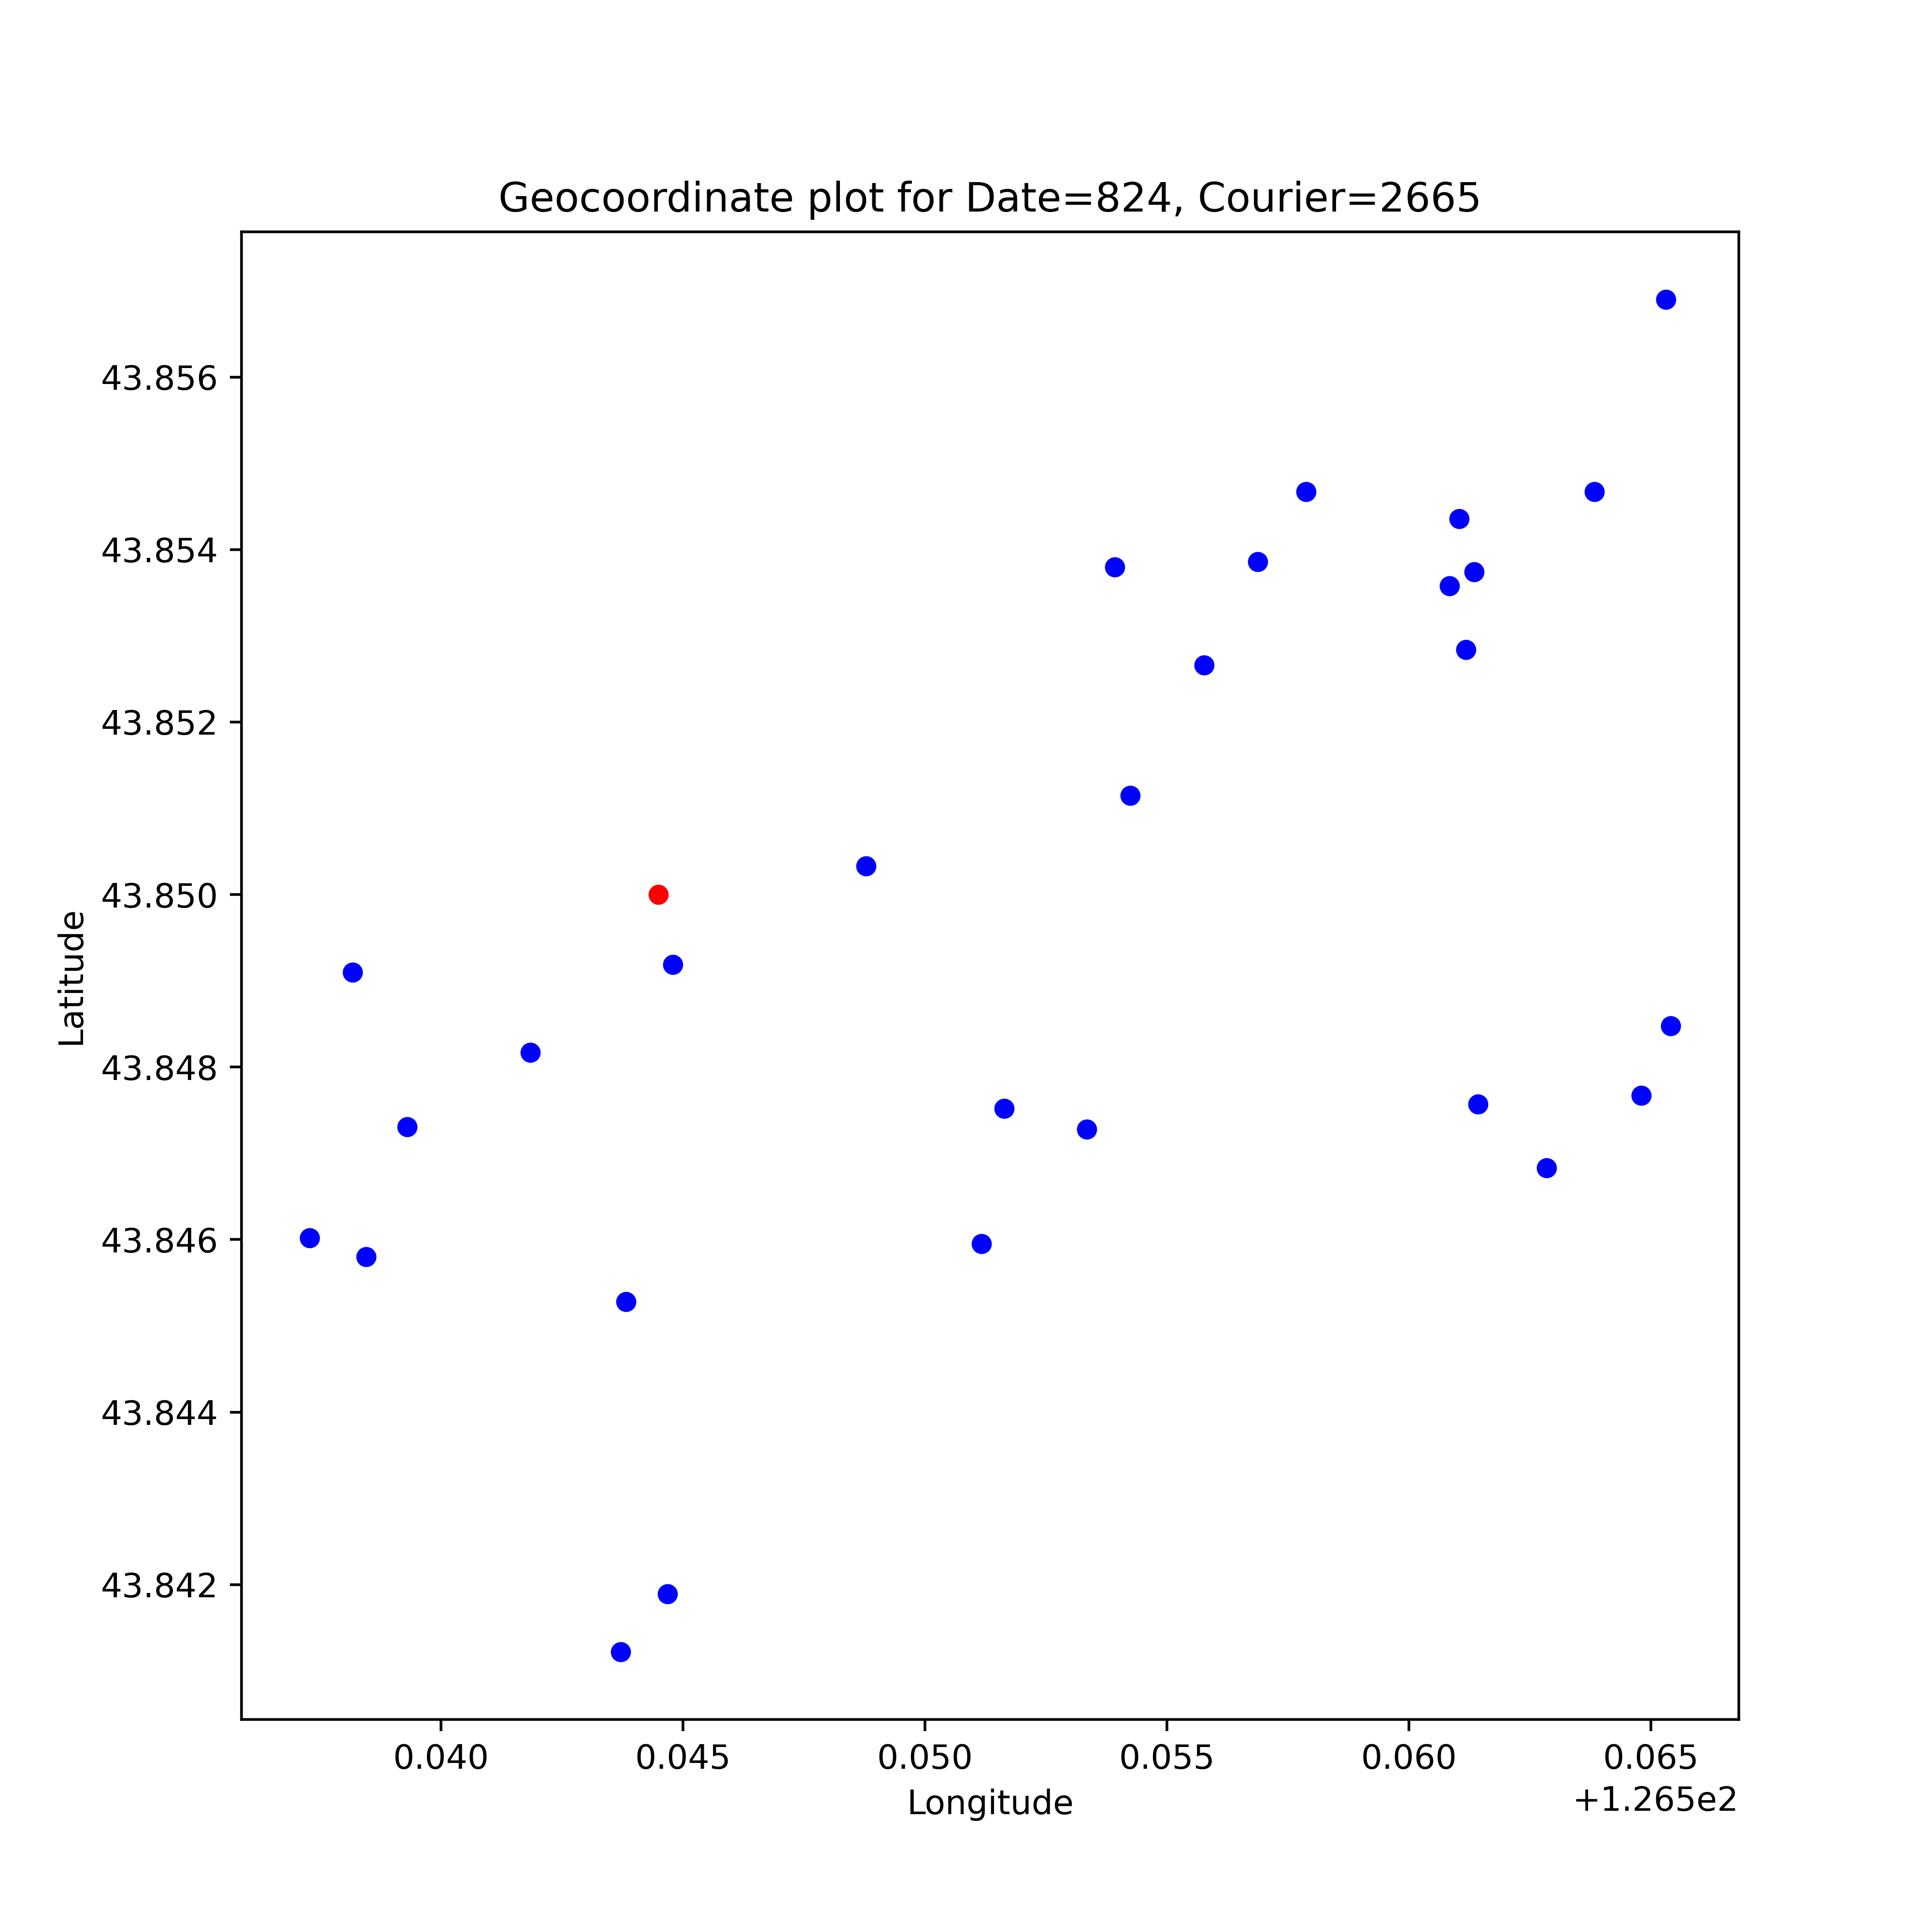 Geocoordinate plot for Date=824, Courier=2665
43.856
43.854
43.852
43.850
43.848
43.846
43.844
43.842
Latitude
0.040 0.045 0.050 0.055 0.060 0.065
+1.265e2
Longitude